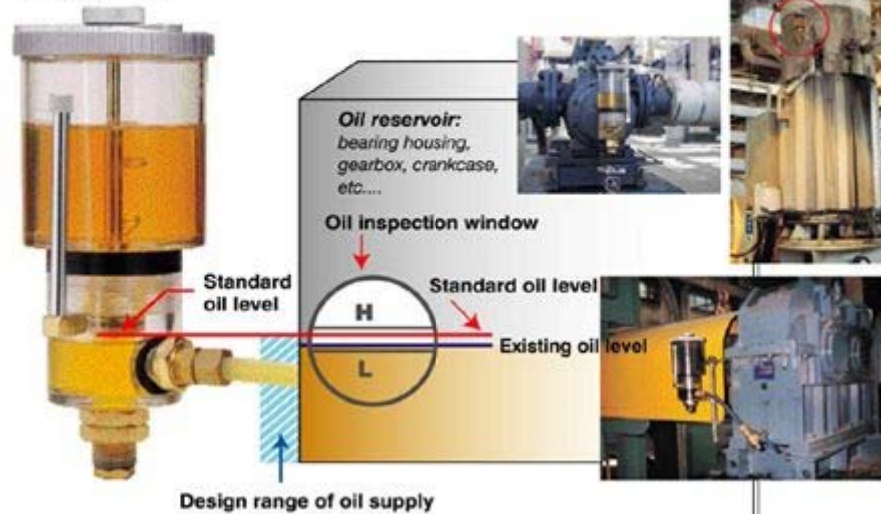 Oil reservoir:
bearing housing,
gearbox, crankcase,
etc....
Oil inspection window
Standard
oil level
Standard oil level
H
Existing oil level
L
Design range of oil supply